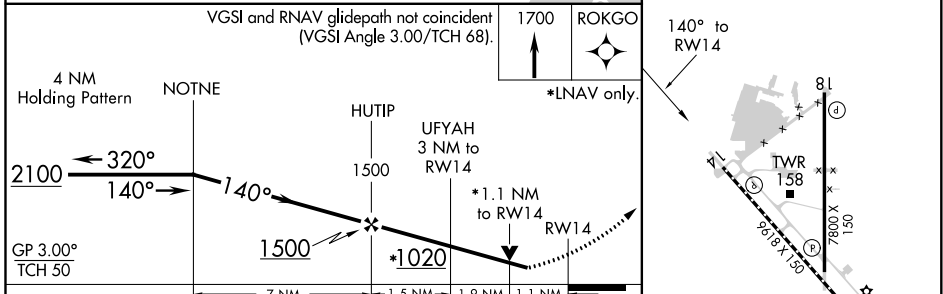 VGSI and RNAV glidepath not coincident
(VGSI Angle 3.00/TCH 68).
1700
ROKGO
*LNAV only.
4 NM
Holding Pattern
NOTNE
HUTIP
UFYAH
3 NM to
RW14
1500
2100
320°
140°
140°
*1.1 NM
to RW14
RW14
1500
*1020
GP 3.00°
TCH 50
7 NM
1.5 NM
1.9 NM
1.1 NM
140° to
RW14
18
P
14
TWR
158
P
7800 X
150
9618 X 150